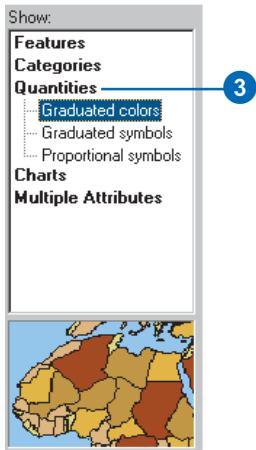 Show:
Features
Categories
Quantities 3
Graduated colors
Graduated symbols
Proportional symbols
Charts
Multiple Attributes